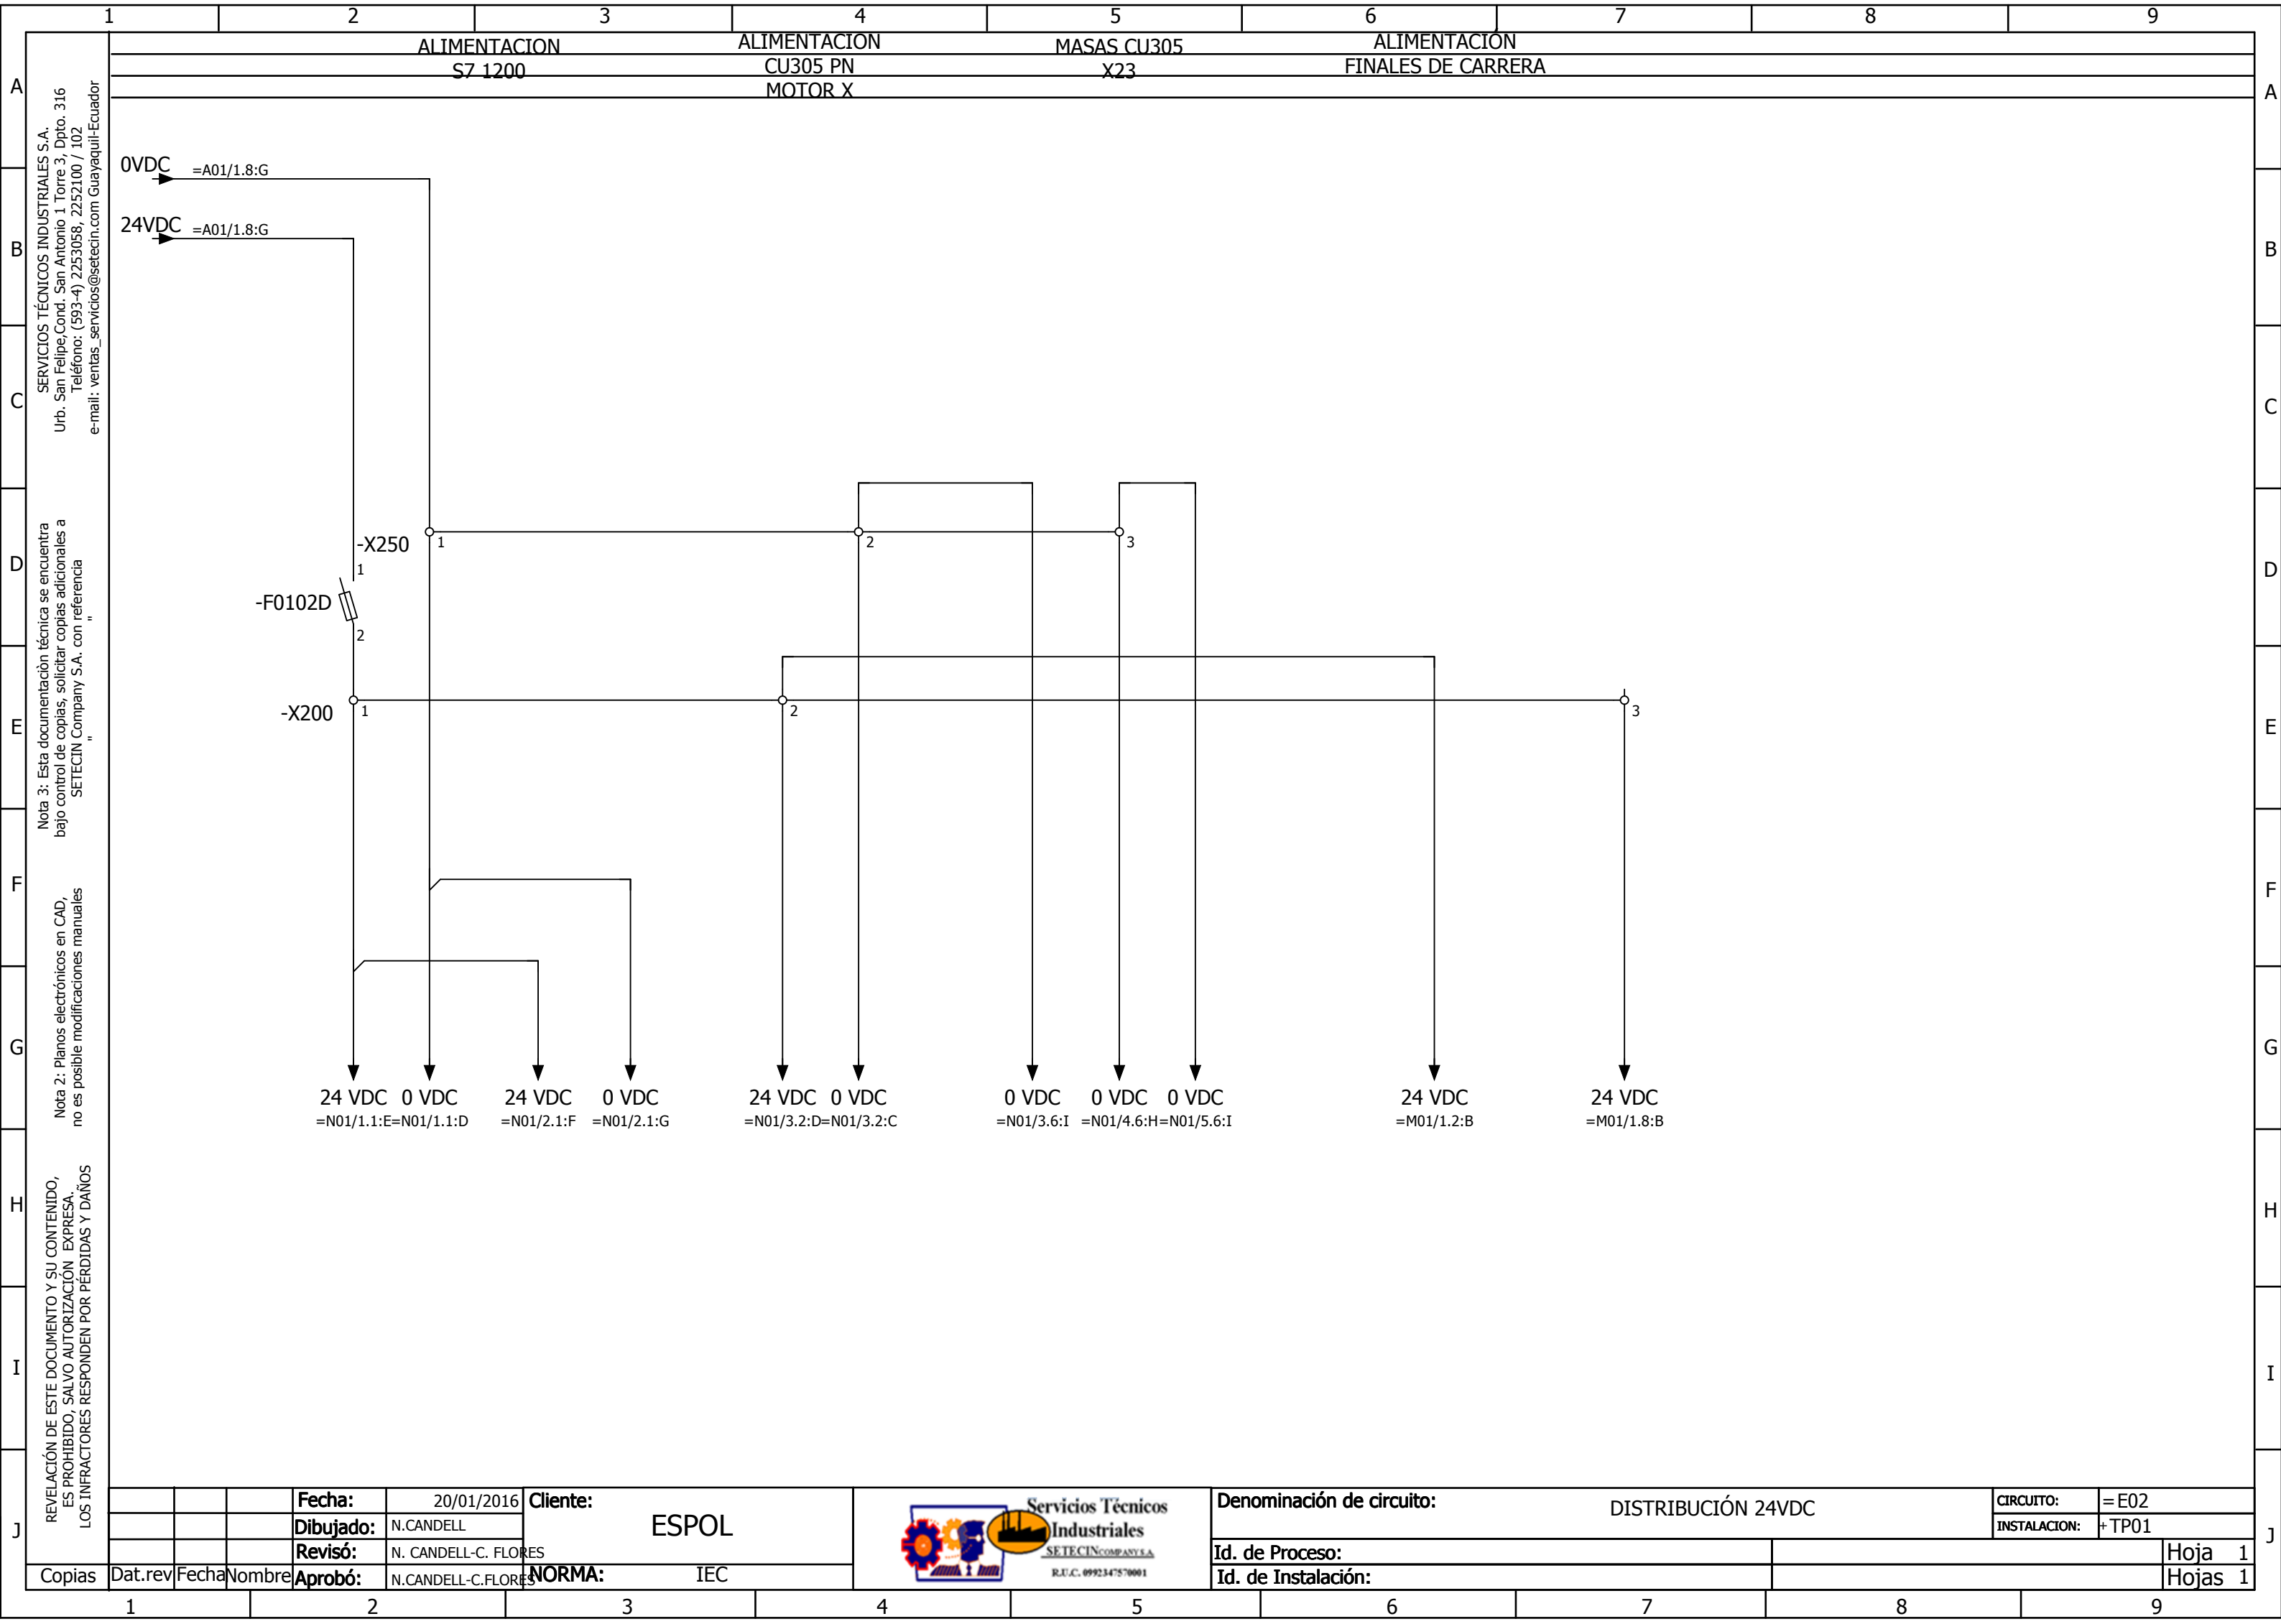 1 2 3 4 5 6 7 8 9
ALIMENTACION
S7 1200
ALIMENTACION
CU305 PN
MOTOR X
MASAS CU305
X23
ALIMENTACION
FINALES DE CARRERA
A
B
C
D
E
F
G
H
I
J
A
B
C
D
E
F
G
H
I
J
SERVICIOS TÉCNICOS INDUSTRIALES S.A.
Urb. San Felipe,Cond. San Antonio 1 Torre 3, Dpto. 316
Teléfono: (593-4) 2253058, 2252100 / 102
e-mail: ventas_servicios@setecin.com Guayaquil-Ecuador
Nota 3: Esta documentaciòn técnica se encuentra
bajo control de copias, solicitar copias adicionales a
SETECIN Company S.A. con referencia
" "
Nota 2: Planos electrónicos en CAD,
no es posible modificaciones manuales
REVELACIÓN DE ESTE DOCUMENTO Y SU CONTENIDO,
ES PROHIBIDO, SALVO AUTORIZACIÓN EXPRESA.
LOS INFRACTORES RESPONDEN POR PÉRDIDAS Y DAÑOS
0VDC =A01/1.8:G
24VDC =A01/1.8:G
-X250 1 2 3
1
-F0102D
2
-X200 1 2 3
24 VDC 0 VDC 24 VDC 0 VDC 24 VDC 0 VDC 0 VDC 0 VDC 0 VDC 24 VDC 24 VDC
=N01/1.1:E =N01/1.1:D =N01/2.1:F =N01/2.1:G =N01/3.2:D =N01/3.2:C =N01/3.6:I =N01/4.6:H =N01/5.6:I =M01/1.2:B =M01/1.8:B
Fecha: 20/01/2016
Dibujado: N.CANDELL
Revisó: N. CANDELL-C. FLORES
Copias Dat.rev Fecha Nombre Aprobó: N.CANDELL-C.FLORES
Cliente:
ESPOL
NORMA: IEC
Servicios Técnicos
Industriales
SETECIN COMPANY S.A.
R.U.C. 0992347570001
Denominación de circuito: DISTRIBUCIÓN 24VDC
CIRCUITO: = E02
INSTALACION: + TP01
Id. de Proceso:
Id. de Instalación:
Hoja 1
Hojas 1
1 2 3 4 5 6 7 8 9